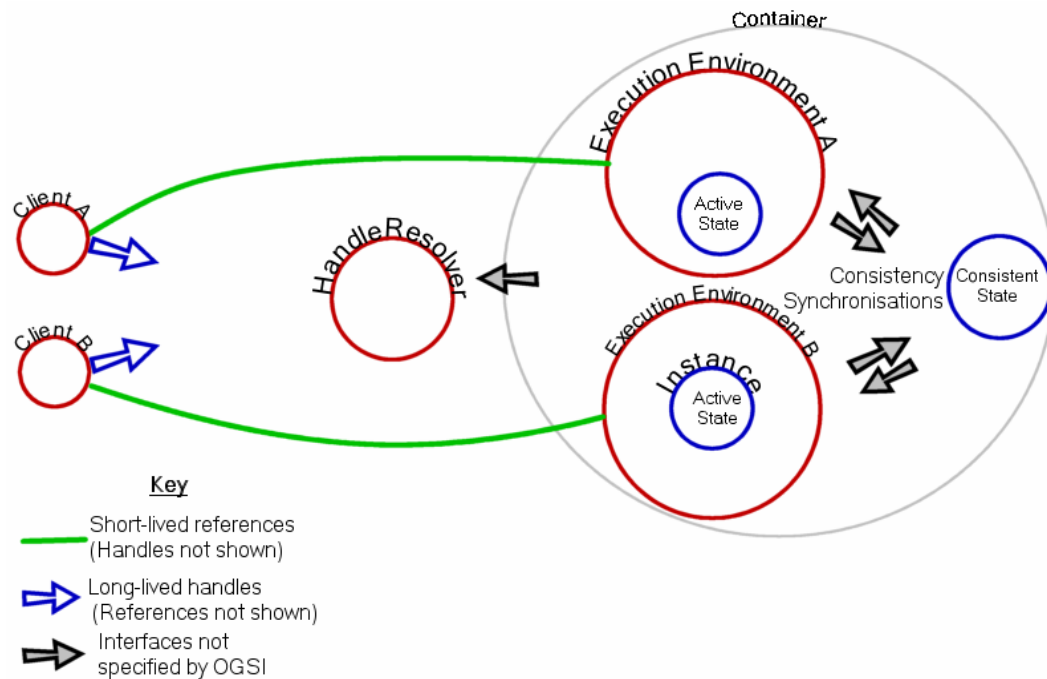 Container
Execution Environment A
Active
State
Client A
HandleResolver
Consistency
Synchronisations
Consistent
State
Client B
Execution Environment B
Instance
Active
State
Key
Short-lived references
(Handles not shown)
Long-lived handles
(References not shown)
Interfaces not
specified by OGSI